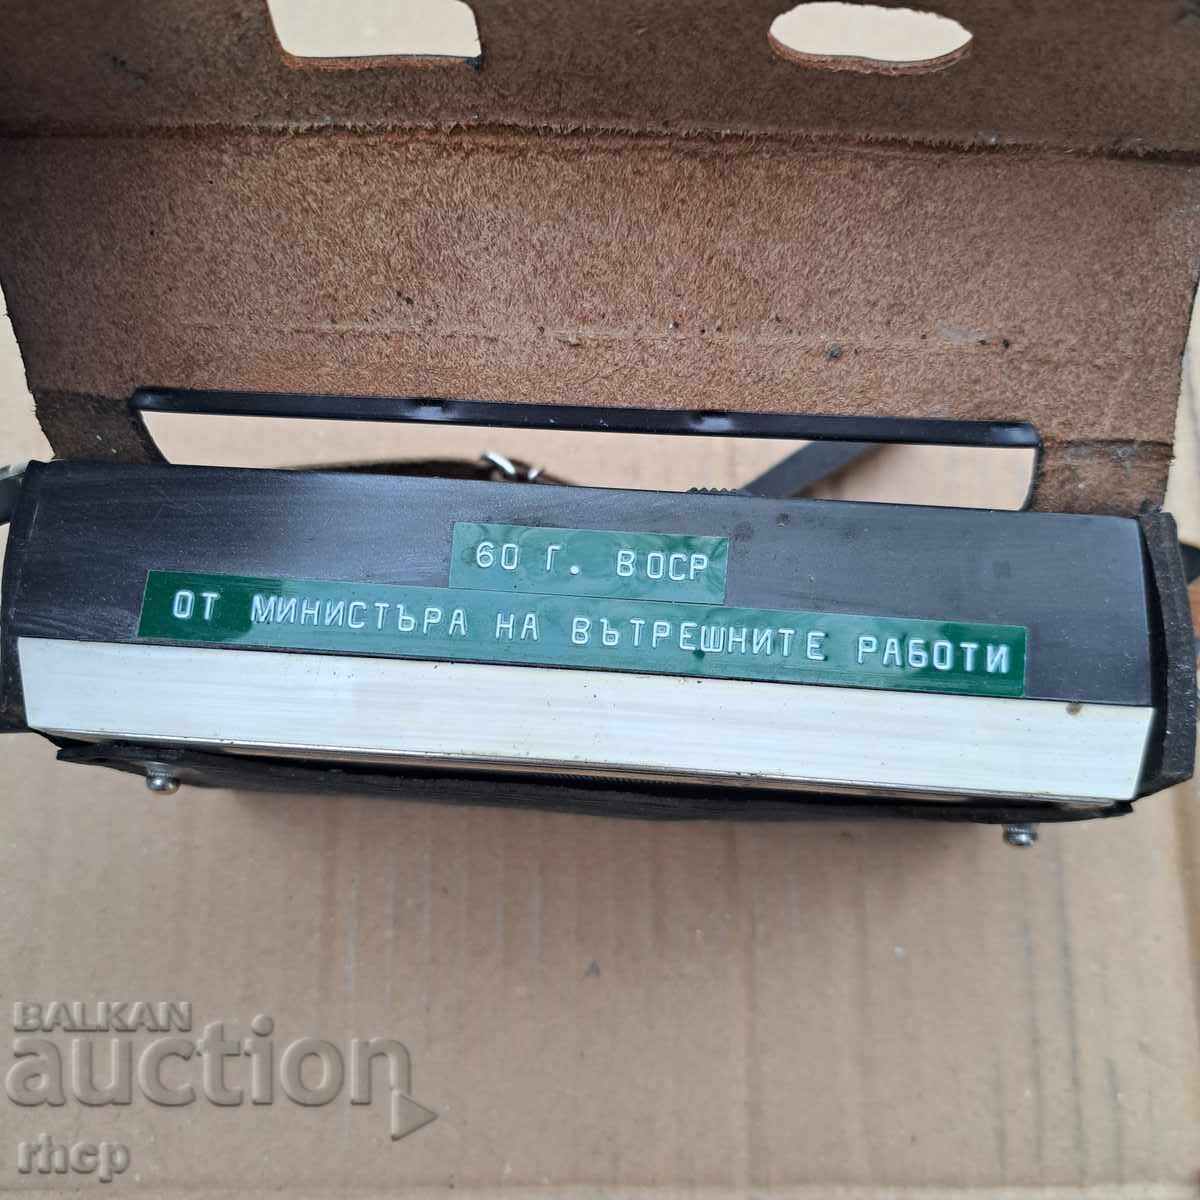 60 Г. ВОСР
ОТ МИНИСТЪРА НА ВЪТРЕШНИТЕ РАБОТИ
BALKAN
auction
rhcp